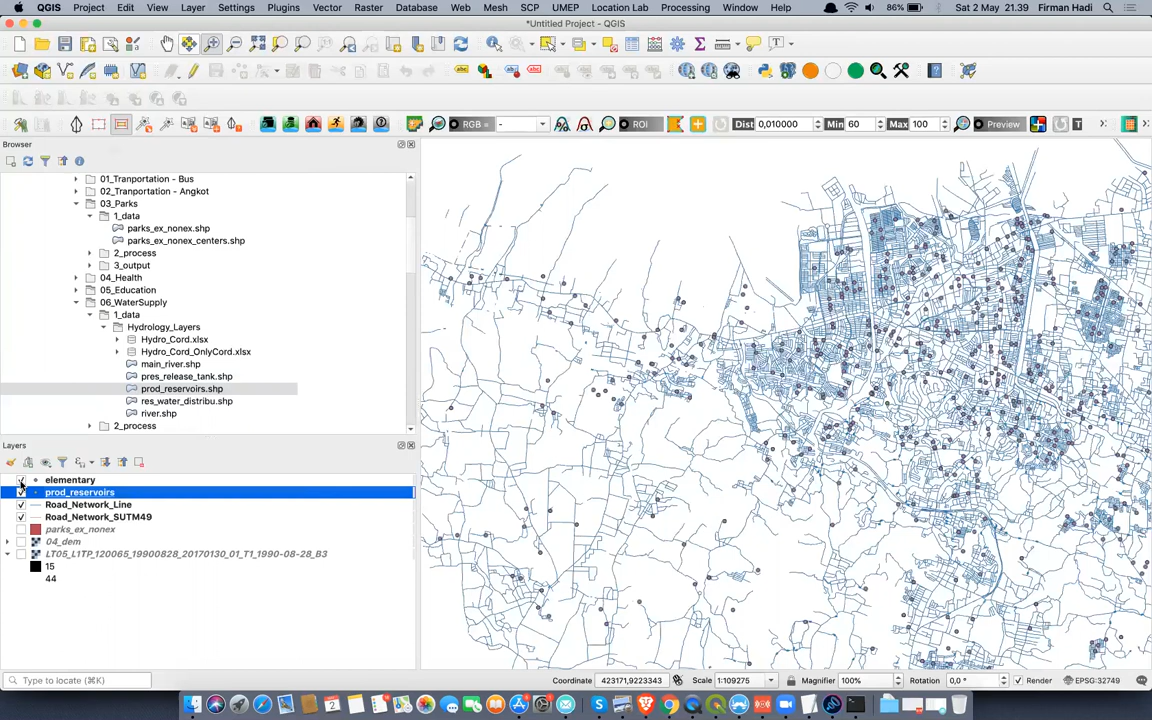 QGIS Project Edit View Layer Settings Plugins Vector Raster Database Web Mesh SCP UMEP Location Lab Processing Window Help 86% Sat 2 May 21.39 Firman Hadi
*Untitled Project - QGIS
abc abc abc
RGB = - ROI Dist 0,010000 Min 60 Max 100 Preview T
Browser
01_Tranportation - Bus
02_Tranportation - Angkot
03_Parks
1_data
parks_ex_nonex.shp
parks_ex_nonex_centers.shp
2_process
3_output
04_Health
05_Education
06_WaterSupply
1_data
Hydrology_Layers
Hydro_Cord.xlsx
Hydro_Cord_OnlyCord.xlsx
main_river.shp
pres_release_tank.shp
prod_reservoirs.shp
res_water_distribu.shp
river.shp
2_process
Layers
elementary
prod_reservoirs
Road_Network_Line
Road_Network_SUTM49
parks_ex_nonex
04_dem
LT05_L1TP_120065_19900828_20170130_01_T1_1990-08-28_B3
15
44
Type to locate (⌘K) Coordinate 423171,9223343 Scale 1:109275 Magnifier 100% Rotation 0,0 ° Render EPSG:32749